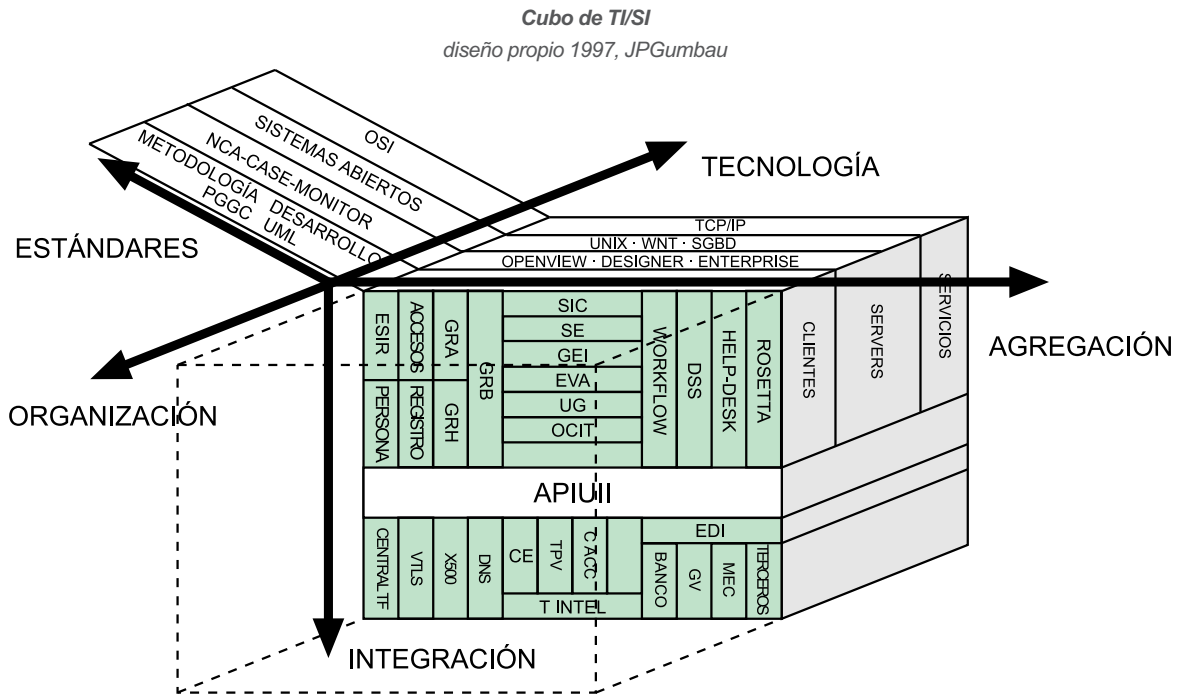 Cubo de TI/SI
diseño propio 1997, JPGumbau
OSI
SISTEMAS ABIERTOS
NCA-CASE-MONITOR
METODOLOGÍA DESARROLLO
PGGC UML
TECNOLOGÍA
ESTÁNDARES
TCP/IP
UNIX · WNT · SGBD
OPENVIEW · DESIGNER · ENTERPRISE
AGREGACIÓN
ORGANIZACIÓN
ESIR
ACCESOS
GRA
GRB
SIC
SE
GEI
EVA
UG
OCIT
WORKFLOW
DSS
HELP-DESK
ROSETTA
CLIENTES
SERVERS
SERVICIOS
PERSONA
REGISTRO
GRH
APIUII
CENTRAL TF
VTLS
X500
DNS
CE
TPV
C ACC
T INTEL
EDI
BANCO
GV
MEC
TERCEROS
INTEGRACIÓN